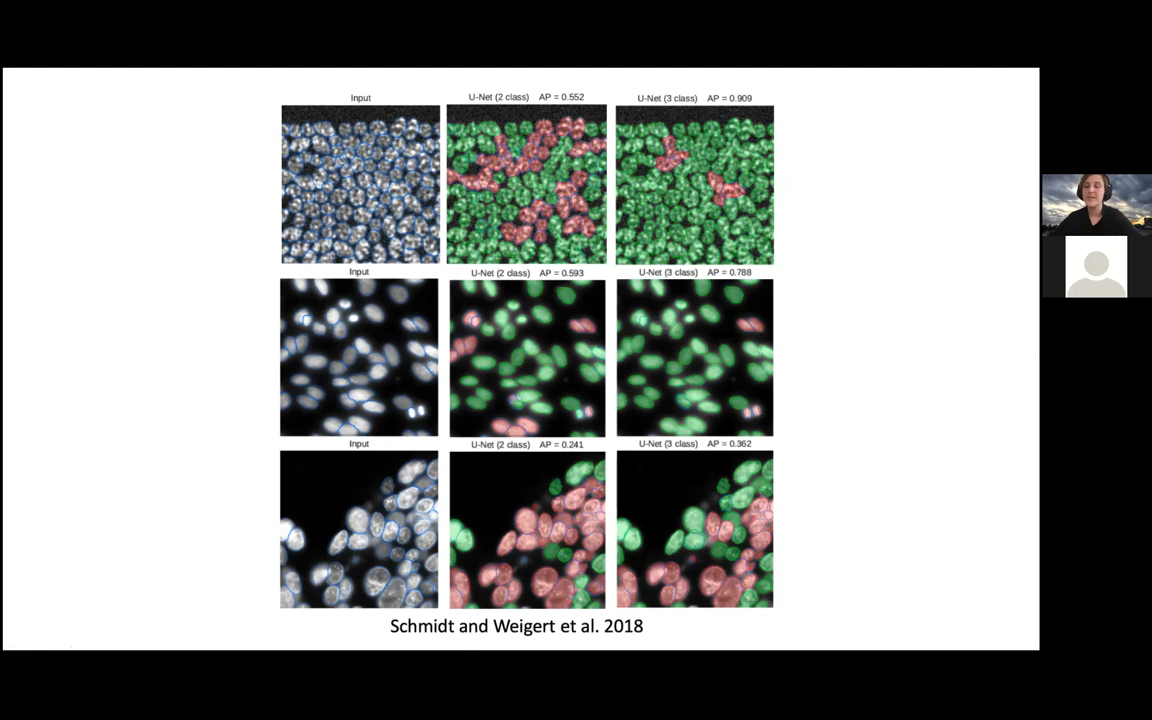 Input U-Net (2 class) AP = 0.552 U-Net (3 class) AP = 0.909
Input U-Net (2 class) AP = 0.593 U-Net (3 class) AP = 0.788
Input U-Net (2 class) AP = 0.241 U-Net (3 class) AP = 0.362
Schmidt and Weigert et al. 2018